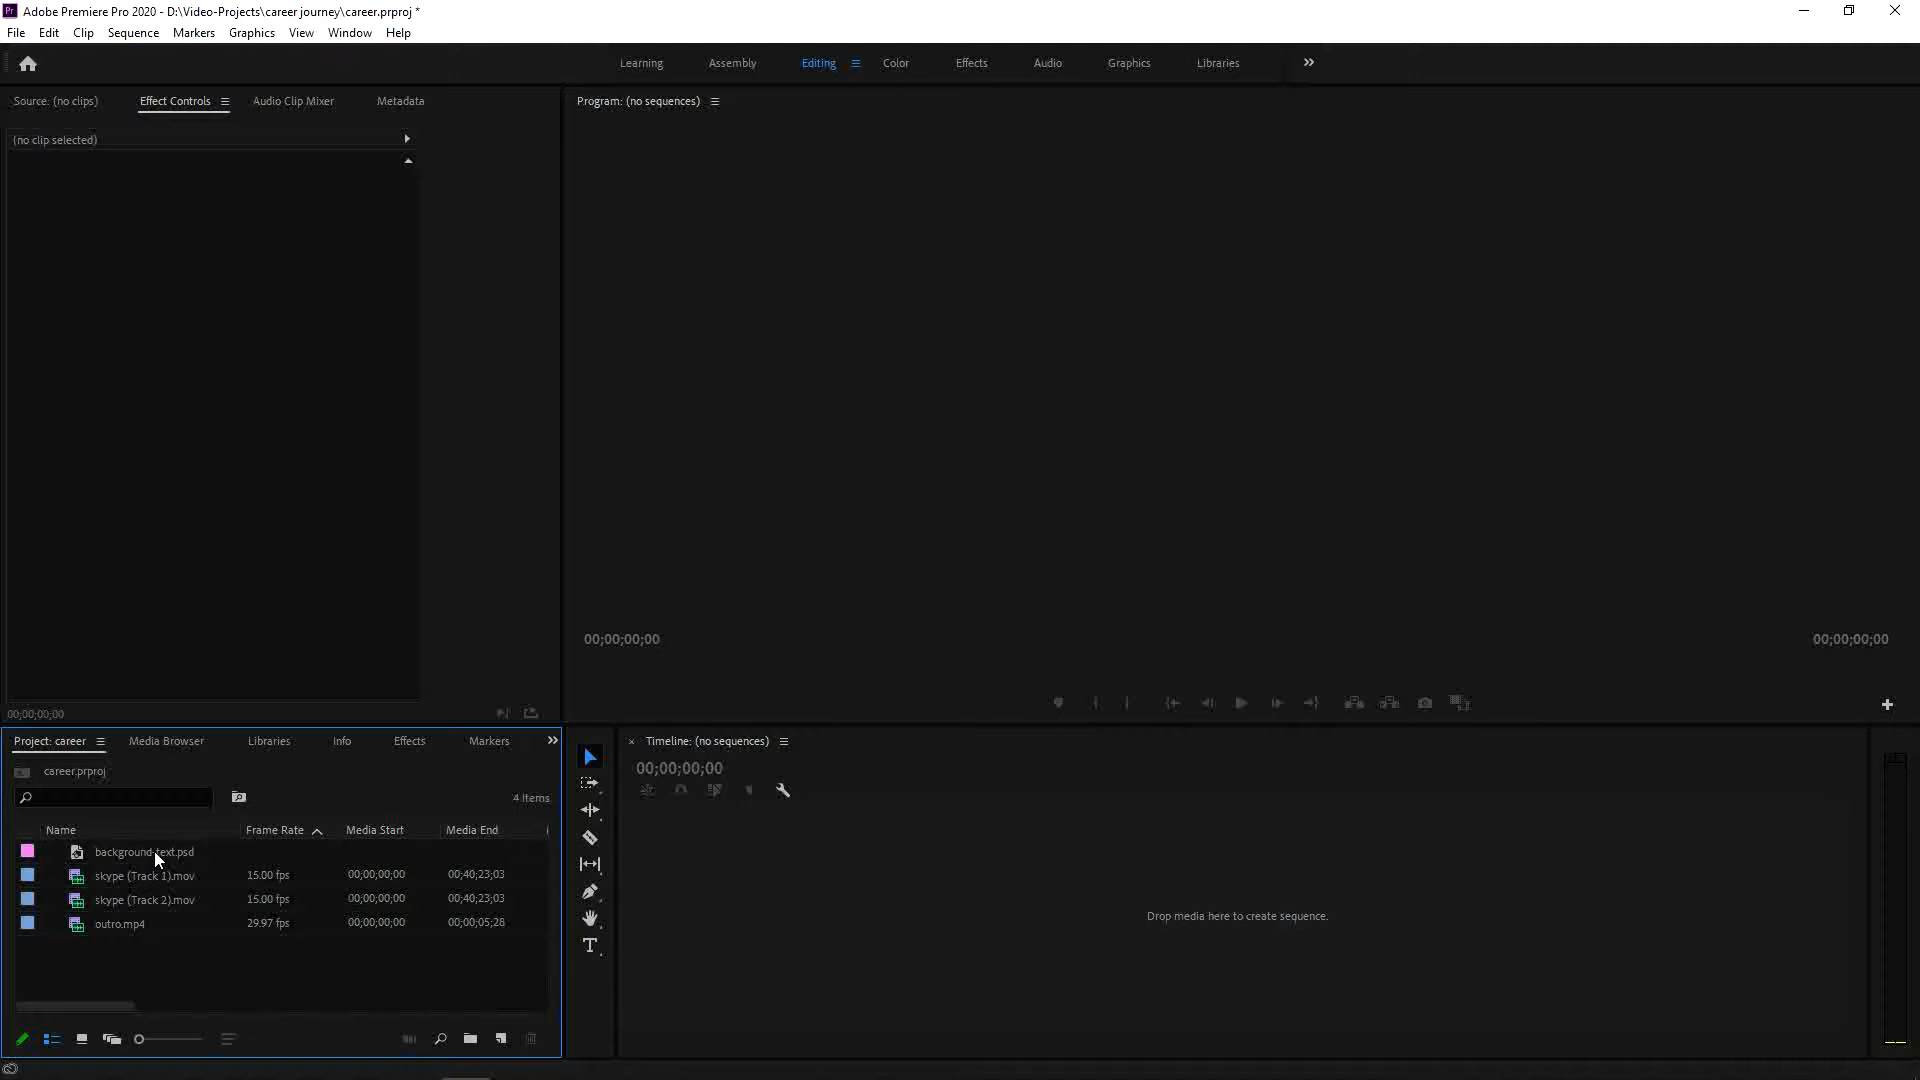 Adobe Premiere Pro 2020 - D:\Video-Projects\career journey\career.prproj *
File Edit Clip Sequence Markers Graphics View Window Help
Learning Assembly Editing Color Effects Audio Graphics Libraries
Source: (no clips) Effect Controls Audio Clip Mixer Metadata
Program: (no sequences)
(no clip selected)
00;00;00;00 00;00;00;00
00;00;00;00
Project: career Media Browser Libraries Info Effects Markers
Timeline: (no sequences)
career.prproj
00;00;00;00
4 Items
Name Frame Rate Media Start Media End
background-text.psd
skype (Track 1).mov 15.00 fps 00;00;00;00 00;40;23;03
skype (Track 2).mov 15.00 fps 00;00;00;00 00;40;23;03
outro.mp4 29.97 fps 00;00;00;00 00;00;05;28
Drop media here to create sequence.